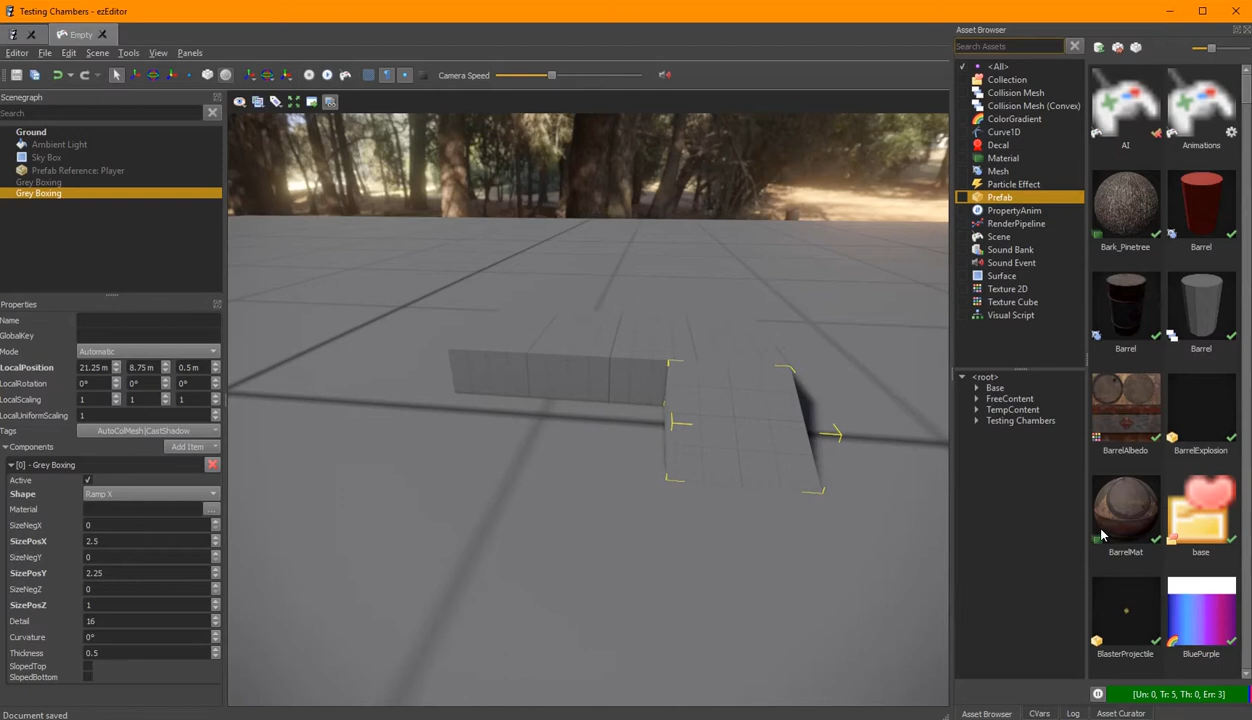 Testing Chambers - ezEditor
Empty
Editor File Edit Scene Tools View Panels
Camera Speed
Scenegraph
Search
Ground
Ambient Light
Sky Box
Prefab Reference: Player
Grey Boxing
Grey Boxing
Properties
Name
GlobalKey
Mode Automatic
LocalPosition 21.25 m 8.75 m 0.5 m
LocalRotation 0° 0° 0°
LocalScaling 1 1 1
LocalUniformScaling 1
Tags AutoColMesh|CastShadow
Components Add Item
[0] - Grey Boxing
Active
Shape Ramp X
Material ...
SizeNegX 0
SizePosX 2.5
SizeNegY 0
SizePosY 2.25
SizeNegZ 0
SizePosZ 1
Detail 16
Curvature 0°
Thickness 0.5
SlopedTop
SlopedBottom
Document saved
Asset Browser
Search Assets
<All>
Collection
Collision Mesh
Collision Mesh (Convex)
ColorGradient
Curve1D
Decal
Material
Mesh
Particle Effect
Prefab
PropertyAnim
RenderPipeline
Scene
Sound Bank
Sound Event
Surface
Texture 2D
Texture Cube
Visual Script
<root>
Base
FreeContent
TempContent
Testing Chambers
AI Animations
Bark_Pinetree Barrel
Barrel Barrel
BarrelAlbedo BarrelExplosion
BarrelMat base
BlasterProjectile BluePurple
[Un: 0, Tr: 5, Th: 0, Err: 3]
Asset Browser CVars Log Asset Curator